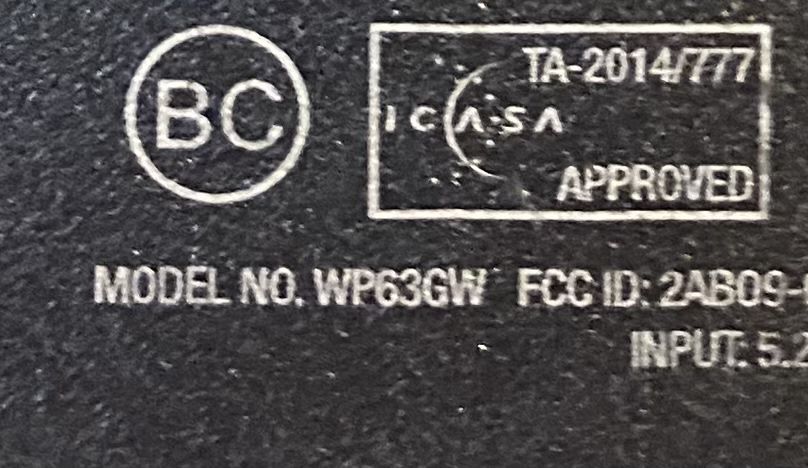 BC
TA-2014/777
ICASA
APPROVED
MODEL NO. WP63GW FCC ID: 2AB09-
INPUT: 5.2